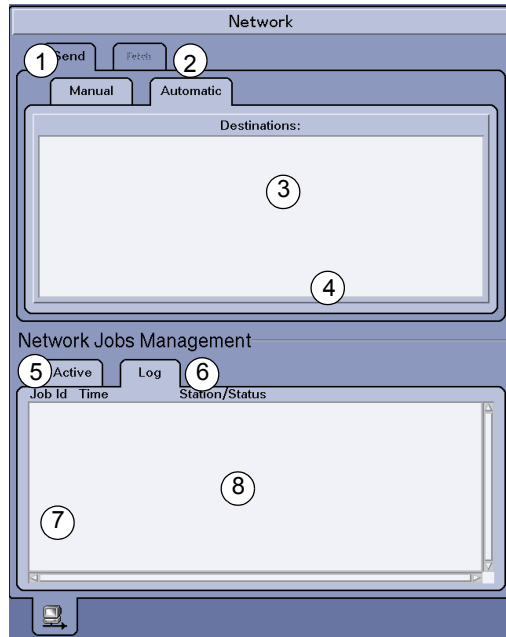 Network
1 Send Fetch 2
Manual Automatic
Destinations:
3
4
Network Jobs Management
5 Active Log 6
Job Id Time Station/Status
8
7